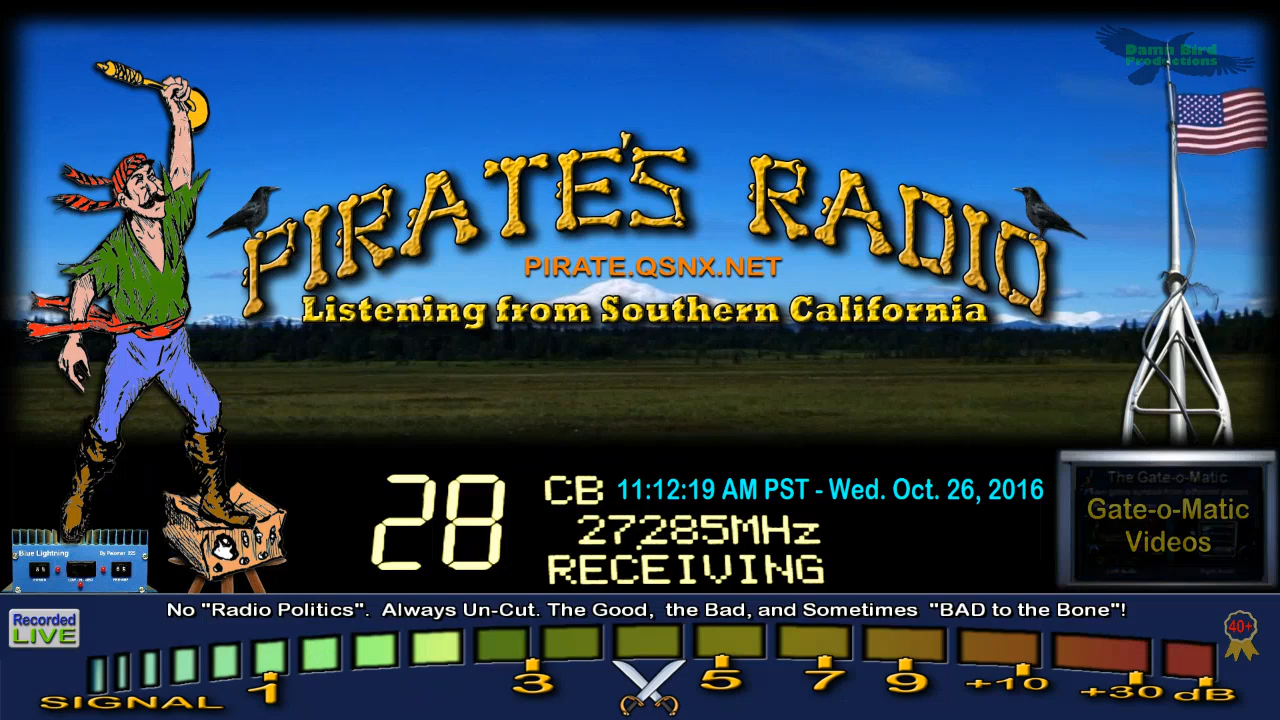 Damn Bird
Productions
PIRATE'S RADIO
PIRATE.QSNX.NET
Listening from Southern California
28
CB
11:12:19 AM PST - Wed. Oct. 26, 2016
27.285MHz
RECEIVING
The Gate-o-Matic
Gate-o-Matic
Videos
Blue Lightning
By Palomar 225
No "Radio Politics". Always Un-Cut. The Good, the Bad, and Sometimes "BAD to the Bone"!
Recorded
LIVE
40+
SIGNAL 1 3 5 7 9 +10 +30 dB